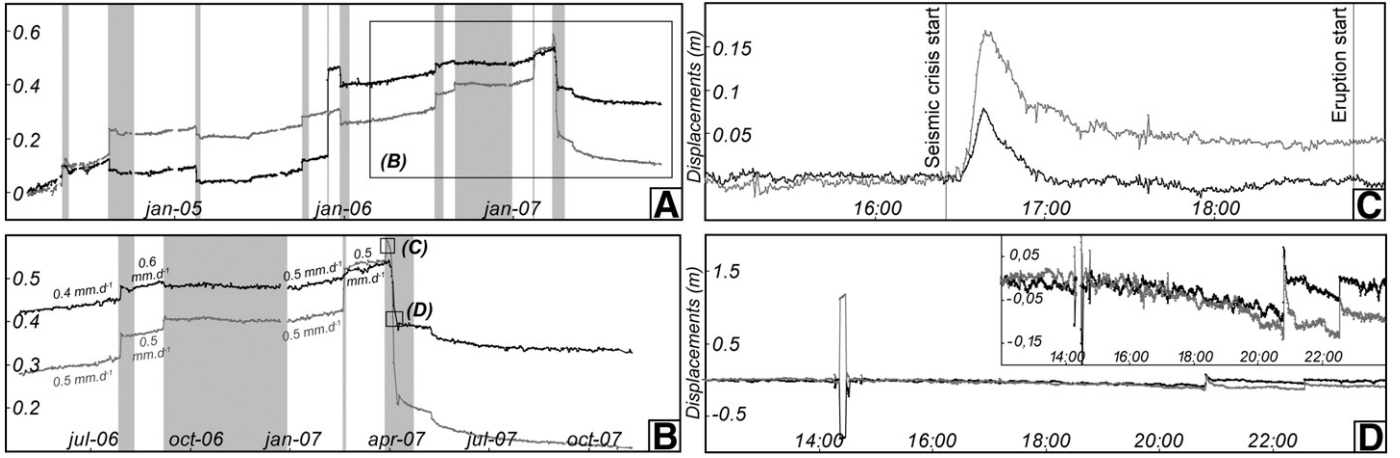 0.6
0.4
0.2
0
(B)
jan-05
jan-06
jan-07
A
Displacements (m)
0.15
0.1
0.05
0
Seismic crisis start
Eruption start
16:00
17:00
18:00
C
0.5
0.4
0.3
0.2
0.4 mm.d-1
0.6
mm.d-1
0.5 mm.d-1
0.5
mm.d-1
0.5 mm.d-1
0.5
mm.d-1
0.5 mm.d-1
(C)
(D)
jul-06
oct-06
jan-07
apr-07
jul-07
oct-07
B
Displacements (m)
1.5
0.5
-0.5
14:00
16:00
18:00
20:00
22:00
0,05
-0,05
-0,15
14:00
16:00
18:00
20:00
22:00
D